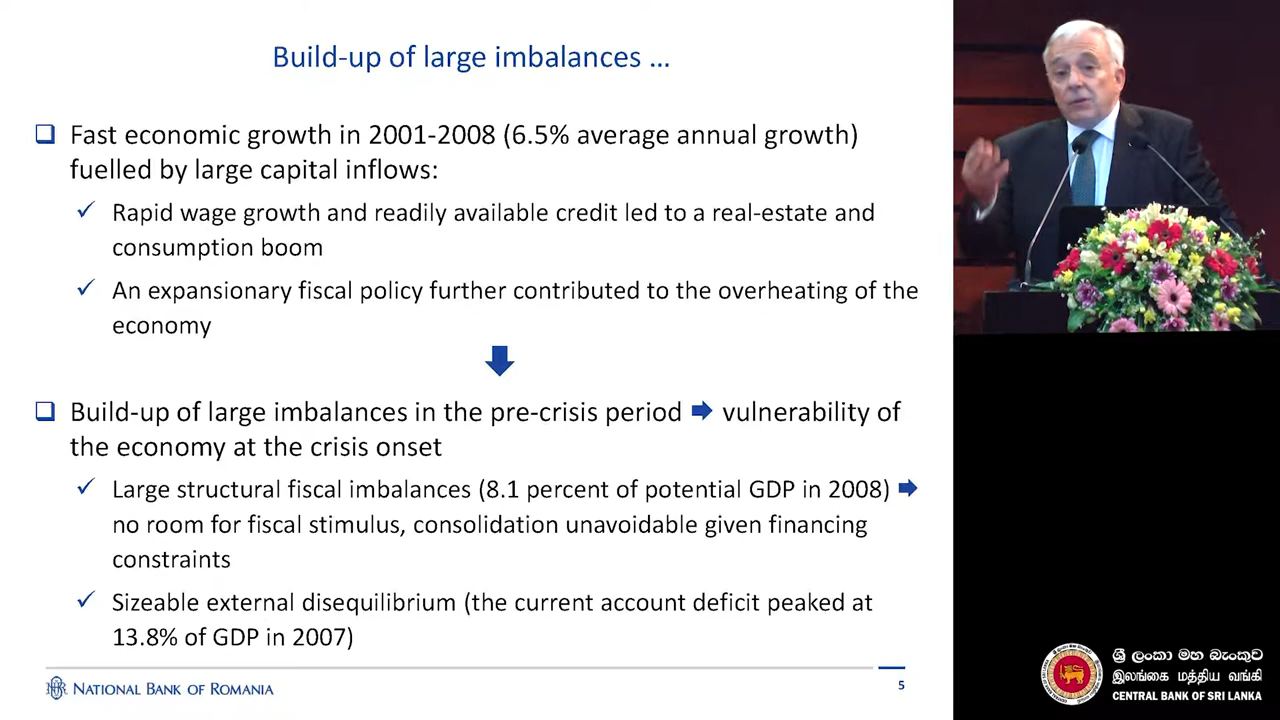 Build-up of large imbalances ...
Fast economic growth in 2001-2008 (6.5% average annual growth)
fuelled by large capital inflows:
Rapid wage growth and readily available credit led to a real-estate and
consumption boom
An expansionary fiscal policy further contributed to the overheating of the
economy
Build-up of large imbalances in the pre-crisis period ➡ vulnerability of
the economy at the crisis onset
Large structural fiscal imbalances (8.1 percent of potential GDP in 2008) ➡
no room for fiscal stimulus, consolidation unavoidable given financing
constraints
Sizeable external disequilibrium (the current account deficit peaked at
13.8% of GDP in 2007)
NATIONAL BANK OF ROMANIA
5
ශ්‍රී ලංකා මහ බැංකුව
இலங்கை மத்திய வங்கி
CENTRAL BANK OF SRI LANKA